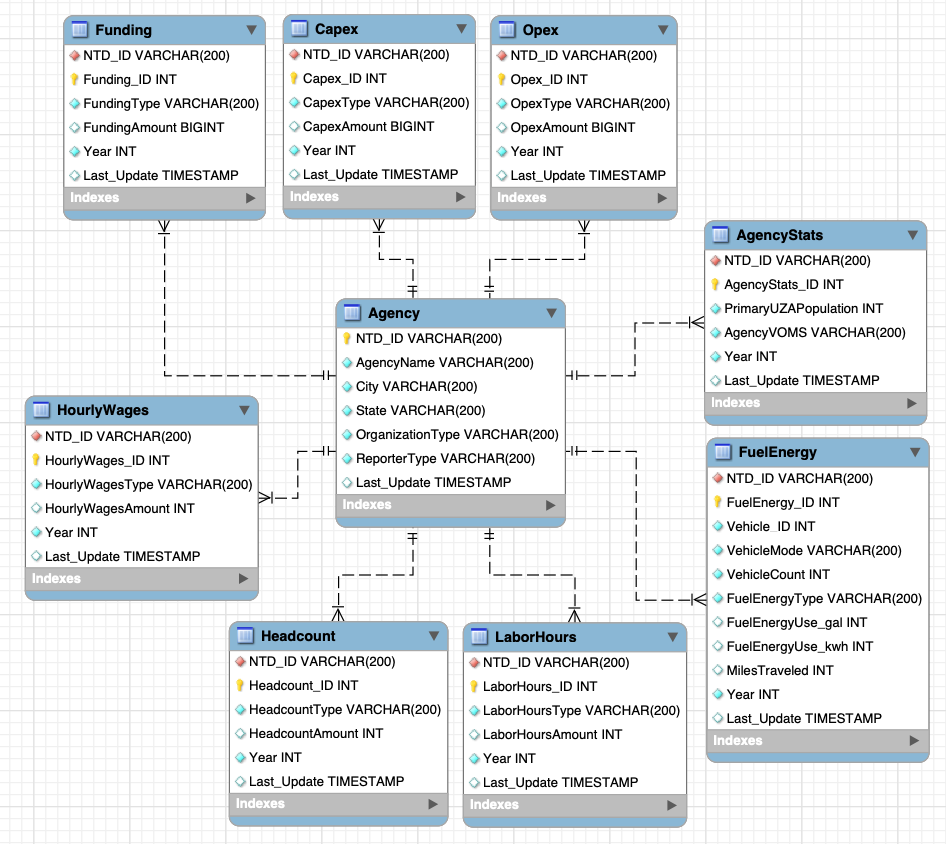 Funding
NTD_ID VARCHAR(200)
Funding_ID INT
FundingType VARCHAR(200)
FundingAmount BIGINT
Year INT
Last_Update TIMESTAMP
Indexes
Capex
NTD_ID VARCHAR(200)
Capex_ID INT
CapexType VARCHAR(200)
CapexAmount BIGINT
Year INT
Last_Update TIMESTAMP
Indexes
Opex
NTD_ID VARCHAR(200)
Opex_ID INT
OpexType VARCHAR(200)
OpexAmount BIGINT
Year INT
Last_Update TIMESTAMP
Indexes
AgencyStats
NTD_ID VARCHAR(200)
AgencyStats_ID INT
PrimaryUZAPopulation INT
AgencyVOMS VARCHAR(200)
Year INT
Last_Update TIMESTAMP
Indexes
Agency
NTD_ID VARCHAR(200)
AgencyName VARCHAR(200)
City VARCHAR(200)
State VARCHAR(200)
OrganizationType VARCHAR(200)
ReporterType VARCHAR(200)
Last_Update TIMESTAMP
Indexes
HourlyWages
NTD_ID VARCHAR(200)
HourlyWages_ID INT
HourlyWagesType VARCHAR(200)
HourlyWagesAmount INT
Year INT
Last_Update TIMESTAMP
Indexes
FuelEnergy
NTD_ID VARCHAR(200)
FuelEnergy_ID INT
Vehicle _ID INT
VehicleMode VARCHAR(200)
VehicleCount INT
FuelEnergyType VARCHAR(200)
FuelEnergyUse_gal INT
FuelEnergyUse_kwh INT
MilesTraveled INT
Year INT
Last_Update TIMESTAMP
Indexes
Headcount
NTD_ID VARCHAR(200)
Headcount_ID INT
HeadcountType VARCHAR(200)
HeadcountAmount INT
Year INT
Last_Update TIMESTAMP
Indexes
LaborHours
NTD_ID VARCHAR(200)
LaborHours_ID INT
LaborHoursType VARCHAR(200)
LaborHoursAmount INT
Year INT
Last_Update TIMESTAMP
Indexes